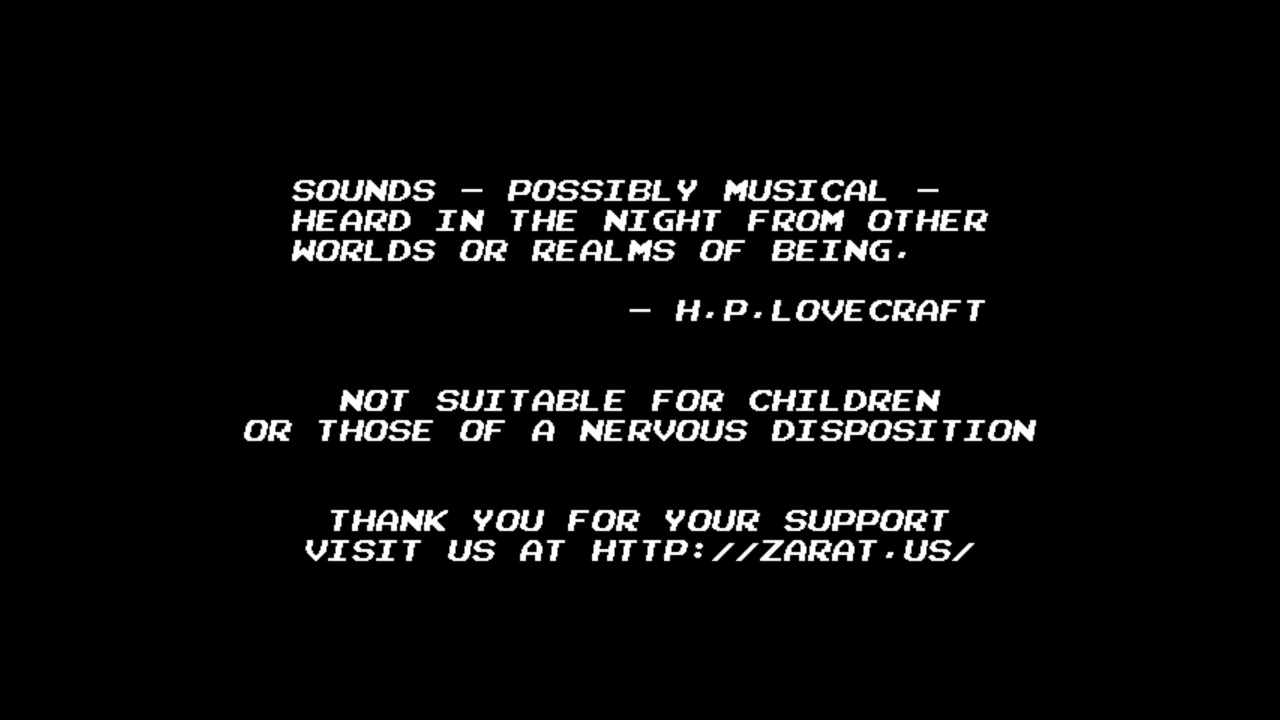 SOUNDS - POSSIBLY MUSICAL -
HEARD IN THE NIGHT FROM OTHER
WORLDS OR REALMS OF BEING.
- H.P.LOVECRAFT
NOT SUITABLE FOR CHILDREN
OR THOSE OF A NERVOUS DISPOSITION
THANK YOU FOR YOUR SUPPORT
VISIT US AT HTTP://ZARAT.US/